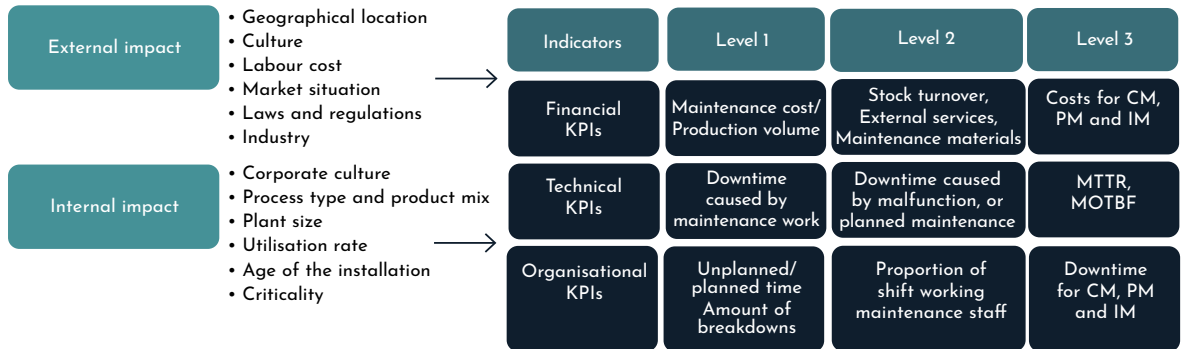 External impact
• Geographical location
• Culture
• Labour cost
• Market situation
• Laws and regulations
• Industry
Internal impact
• Corporate culture
• Process type and product mix
• Plant size
• Utilisation rate
• Age of the installation
• Criticality
Indicators
Level 1
Level 2
Level 3
Financial
KPIs
Maintenance cost/
Production volume
Stock turnover,
External services,
Maintenance materials
Costs for CM,
PM and IM
Technical
KPIs
Downtime
caused by
maintenance work
Downtime caused
by malfunction, or
planned maintenance
MTTR,
MOTBF
Organisational
KPIs
Unplanned/
planned time
Amount of
breakdowns
Proportion of
shift working
maintenance staff
Downtime
for CM, PM
and IM